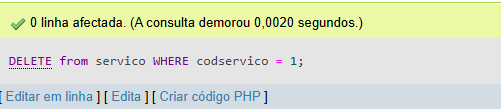 0 linha afectada. (A consulta demorou 0,0020 segundos.)
DELETE from servico WHERE codservico = 1;
[ Editar em linha ] [ Edita ] [ Criar código PHP ]